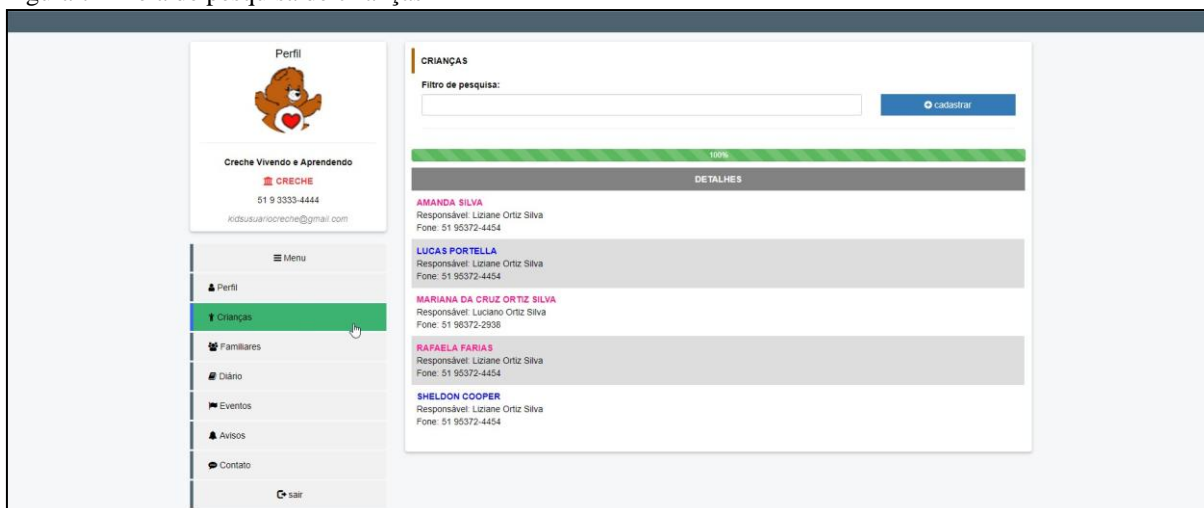 Perfil
Creche Vivendo e Aprendendo
CRECHE
51 9 3333-4444
kidsusuariocreche@gmail.com
Menu
Perfil
Crianças
Familiares
Diário
Eventos
Avisos
Contato
sair
CRIANÇAS
Filtro de pesquisa:
cadastrar
100%
DETALHES
AMANDA SILVA
Responsável: Liziane Ortiz Silva
Fone: 51 95372-4454
LUCAS PORTELLA
Responsável: Liziane Ortiz Silva
Fone: 51 95372-4454
MARIANA DA CRUZ ORTIZ SILVA
Responsável: Luciano Ortiz Silva
Fone: 51 98372-2938
RAFAELA FARIAS
Responsável: Liziane Ortiz Silva
Fone: 51 95372-4454
SHELDON COOPER
Responsável: Liziane Ortiz Silva
Fone: 51 95372-4454